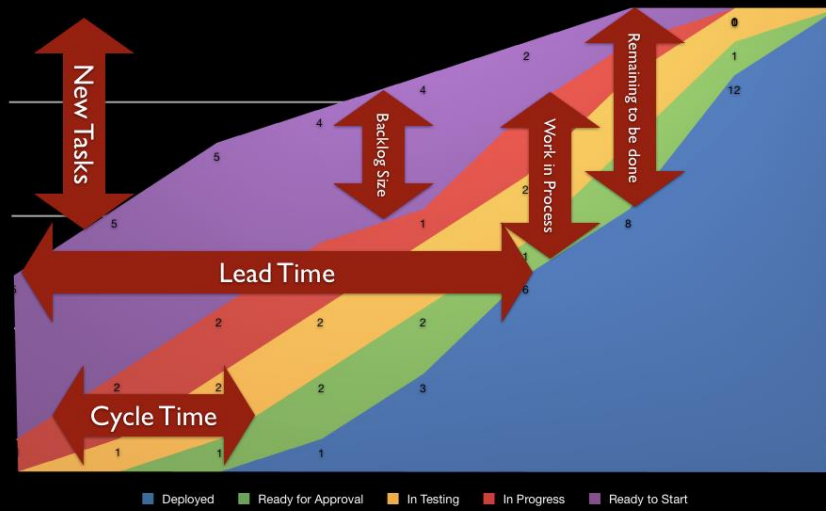 New Tasks
Backlog Size
Work in Process
Remaining to be done
Lead Time
Cycle Time
2
0
1
4
12
4
5
2
5
1
8
1
6
2
2
2
2
2
2
3
1
1
1
Deployed
Ready for Approval
In Testing
In Progress
Ready to Start